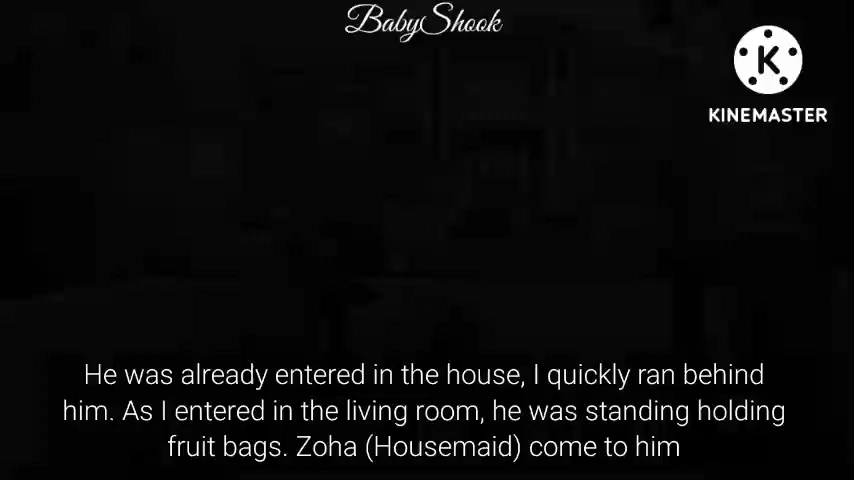 BabyShook
K
KINEMASTER
He was already entered in the house, I quickly ran behind
him. As I entered in the living room, he was standing holding
fruit bags. Zoha (Housemaid) come to him